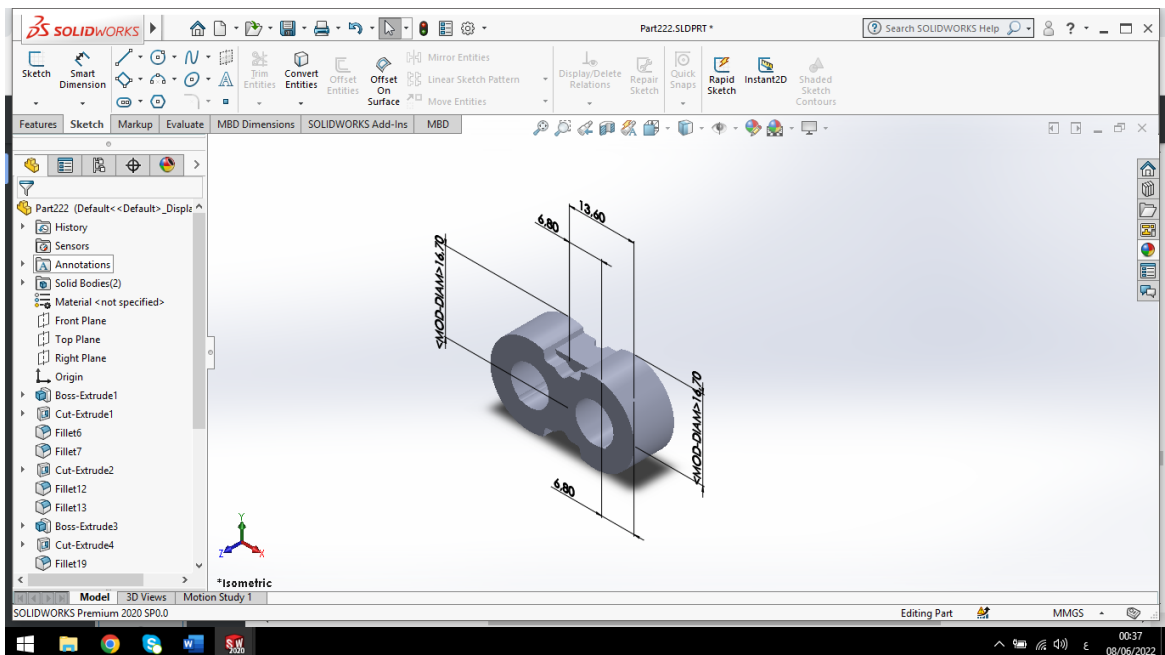 SOLIDWORKS
Part222.SLDPRT *
Search SOLIDWORKS Help
?
Sketch
Smart Dimension
Trim Entities
Convert Entities
Offset Entities
Offset On Surface
Mirror Entities
Linear Sketch Pattern
Move Entities
Display/Delete Relations
Repair Sketch
Quick Snaps
Rapid Sketch
Instant2D
Shaded Sketch Contours
Features Sketch Markup Evaluate MBD Dimensions SOLIDWORKS Add-Ins MBD
Part222 (Default<<Default>_Displa
History
Sensors
Annotations
Solid Bodies(2)
Material <not specified>
Front Plane
Top Plane
Right Plane
Origin
Boss-Extrude1
Cut-Extrude1
Fillet6
Fillet7
Cut-Extrude2
Fillet12
Fillet13
Boss-Extrude3
Cut-Extrude4
Fillet19
13,60
6,80
<MOD-DIAM>16,70
<MOD-DIAM>16,70
6,80
Y
Z
X
*Isometric
Model 3D Views Motion Study 1
SOLIDWORKS Premium 2020 SP0.0
Editing Part
MMGS
W
SW
2020
ع
00:37
08/06/2022